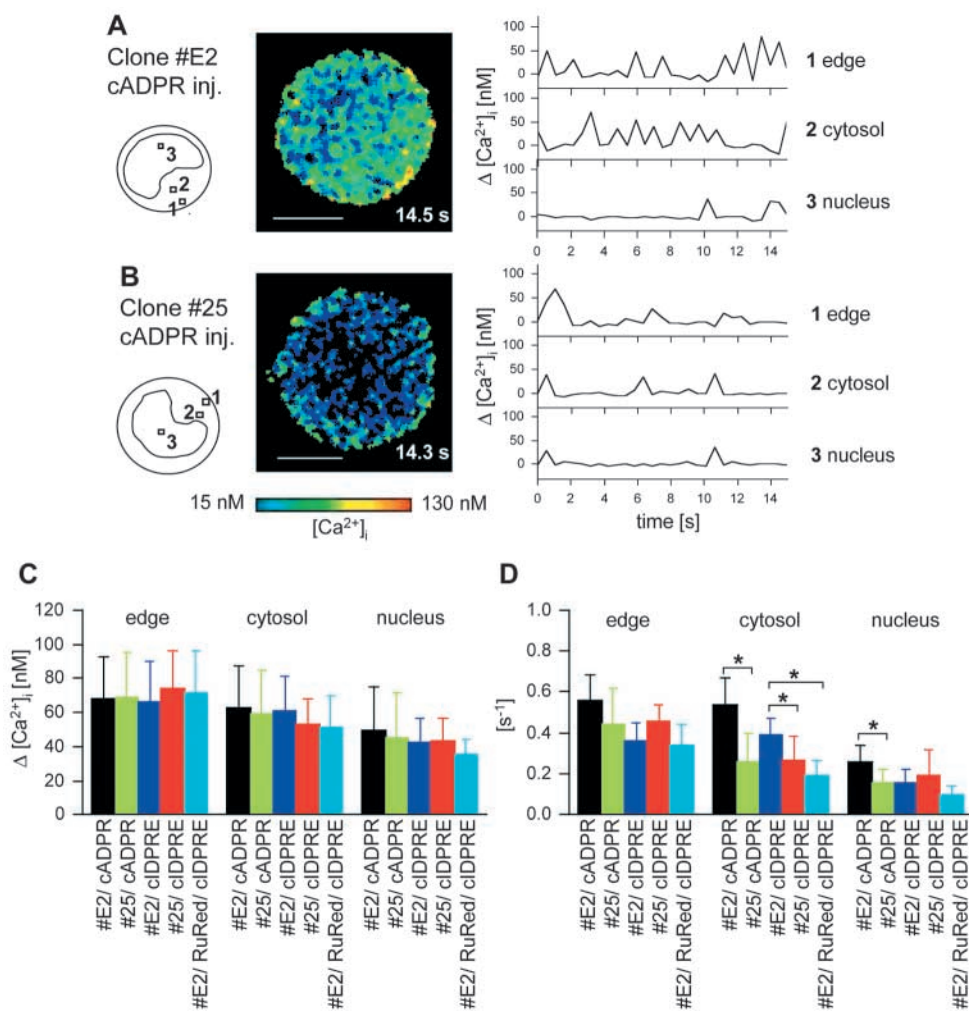 A
Clone #E2
cADPR inj.
3
2
1
14.5 s
Δ [Ca²⁺]ᵢ [nM]
100
50
0
100
50
0
100
50
0
0 2 4 6 8 10 12 14
1 edge
2 cytosol
3 nucleus
B
Clone #25
cADPR inj.
1
2
3
14.3 s
15 nM 130 nM
[Ca²⁺]ᵢ
Δ [Ca²⁺]ᵢ [nM]
100
50
0
100
50
0
100
50
0
0 2 4 6 8 10 12 14
time [s]
1 edge
2 cytosol
3 nucleus
C
Δ [Ca²⁺]ᵢ [nM]
120
100
80
60
40
20
0
edge cytosol nucleus
#E2/ cADPR
#25/ cADPR
#E2/ cIDPRE
#25/ cIDPRE
#E2/ RuRed/ cIDPRE
#E2/ cADPR
#25/ cADPR
#E2/ cIDPRE
#25/ cIDPRE
#E2/ RuRed/ cIDPRE
#E2/ cADPR
#25/ cADPR
#E2/ cIDPRE
#25/ cIDPRE
#E2/ RuRed/ cIDPRE
D
[s⁻¹]
1.0
0.8
0.6
0.4
0.2
0.0
edge cytosol nucleus
*
*
*
*
#E2/ cADPR
#25/ cADPR
#E2/ cIDPRE
#25/ cIDPRE
#E2/ RuRed/ cIDPRE
#E2/ cADPR
#25/ cADPR
#E2/ cIDPRE
#25/ cIDPRE
#E2/ RuRed/ cIDPRE
#E2/ cADPR
#25/ cADPR
#E2/ cIDPRE
#25/ cIDPRE
#E2/ RuRed/ cIDPRE